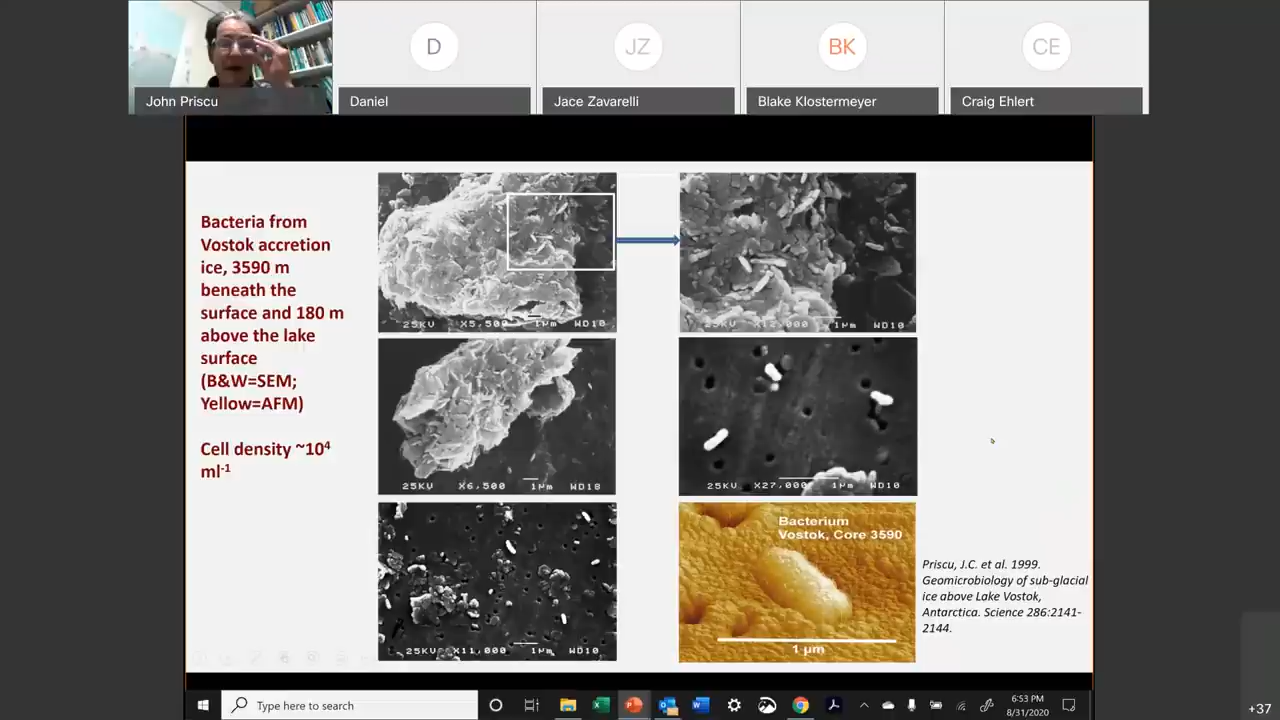 D
JZ
BK
CE
John Priscu
Daniel
Jace Zavarelli
Blake Klostermeyer
Craig Ehlert
Bacteria from
Vostok accretion
ice, 3590 m
beneath the
surface and 180 m
above the lake
surface
(B&W=SEM;
Yellow=AFM)
Cell density ~10⁴
ml⁻¹
25KU X5,500 1µm WD10
25KU X12,000 1µm WD10
25KU X6,500 1µm WD18
25KU X27,000 WD10
25KU X11,000 1µm WD10
Bacterium
Vostok, Core 3590
1 µm
Priscu, J.C. et al. 1999.
Geomicrobiology of sub-glacial
ice above Lake Vostok,
Antarctica. Science 286:2141-
2144.
Type here to search
6:53 PM
8/31/2020
+37